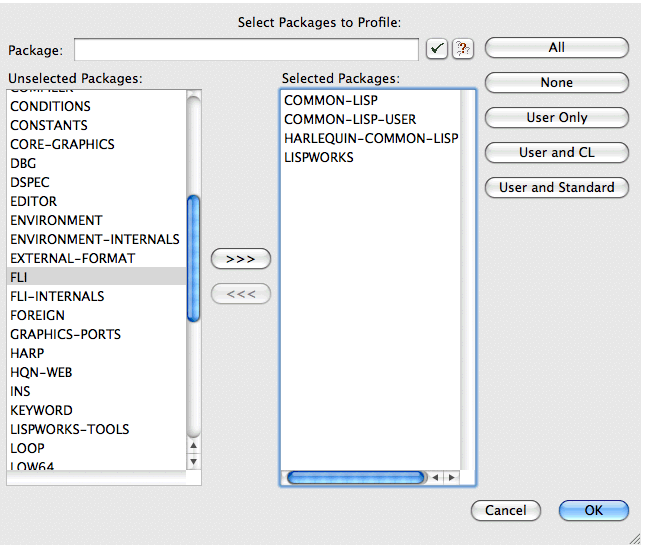 Select Packages to Profile:
Package:
All
Unselected Packages:
Selected Packages:
None
User Only
User and CL
User and Standard
COMPILER
CONDITIONS
CONSTANTS
CORE-GRAPHICS
DBG
DSPEC
EDITOR
ENVIRONMENT
ENVIRONMENT-INTERNALS
EXTERNAL-FORMAT
FLI
FLI-INTERNALS
FOREIGN
GRAPHICS-PORTS
HARP
HQN-WEB
INS
KEYWORD
LISPWORKS-TOOLS
LOOP
LOW64
>>>
<<<
COMMON-LISP
COMMON-LISP-USER
HARLEQUIN-COMMON-LISP
LISPWORKS
Cancel
OK